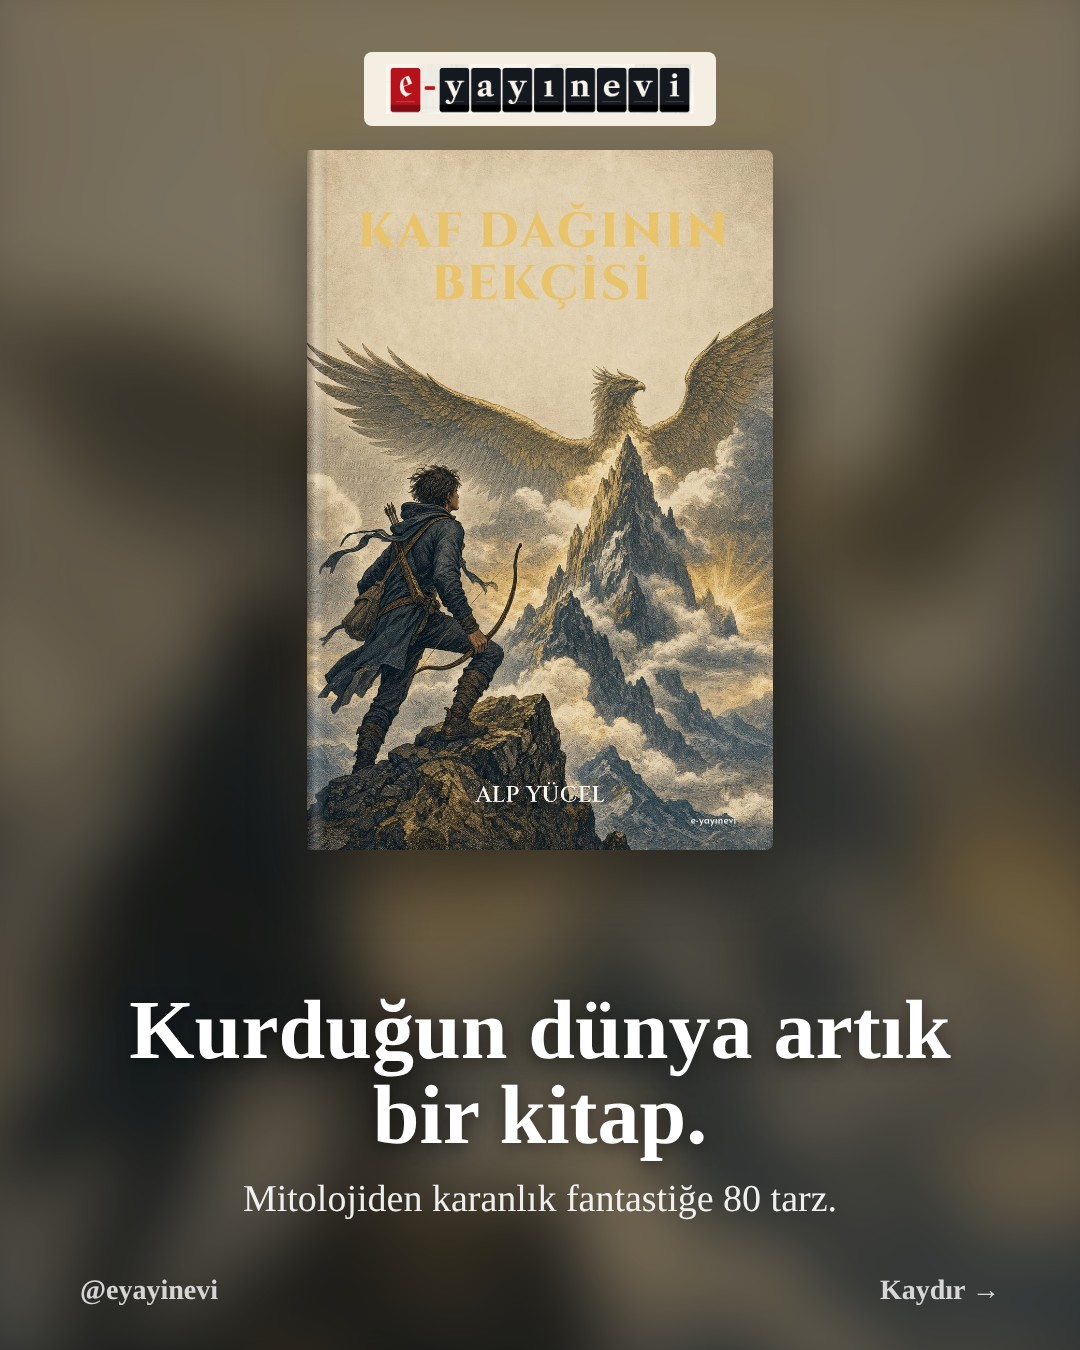 e-yayınevi
KAF DAĞININ
BEKÇİSİ
ALP YÜCEL
e-yayınevi
Kurduğun dünya artık
bir kitap.
Mitolojiden karanlık fantastiğe 80 tarz.
@eyayinevi
Kaydır →